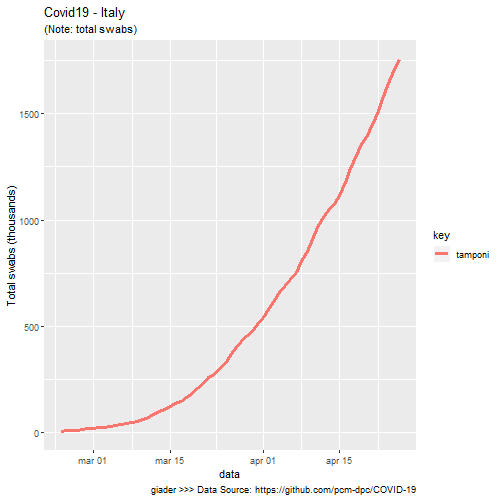 Covid19 - Italy
(Note: total swabs)
Total swabs (thousands)
1500
1000
500
0
mar 01
mar 15
apr 01
apr 15
data
key
tamponi
giader >>> Data Source: https://github.com/pcm-dpc/COVID-19